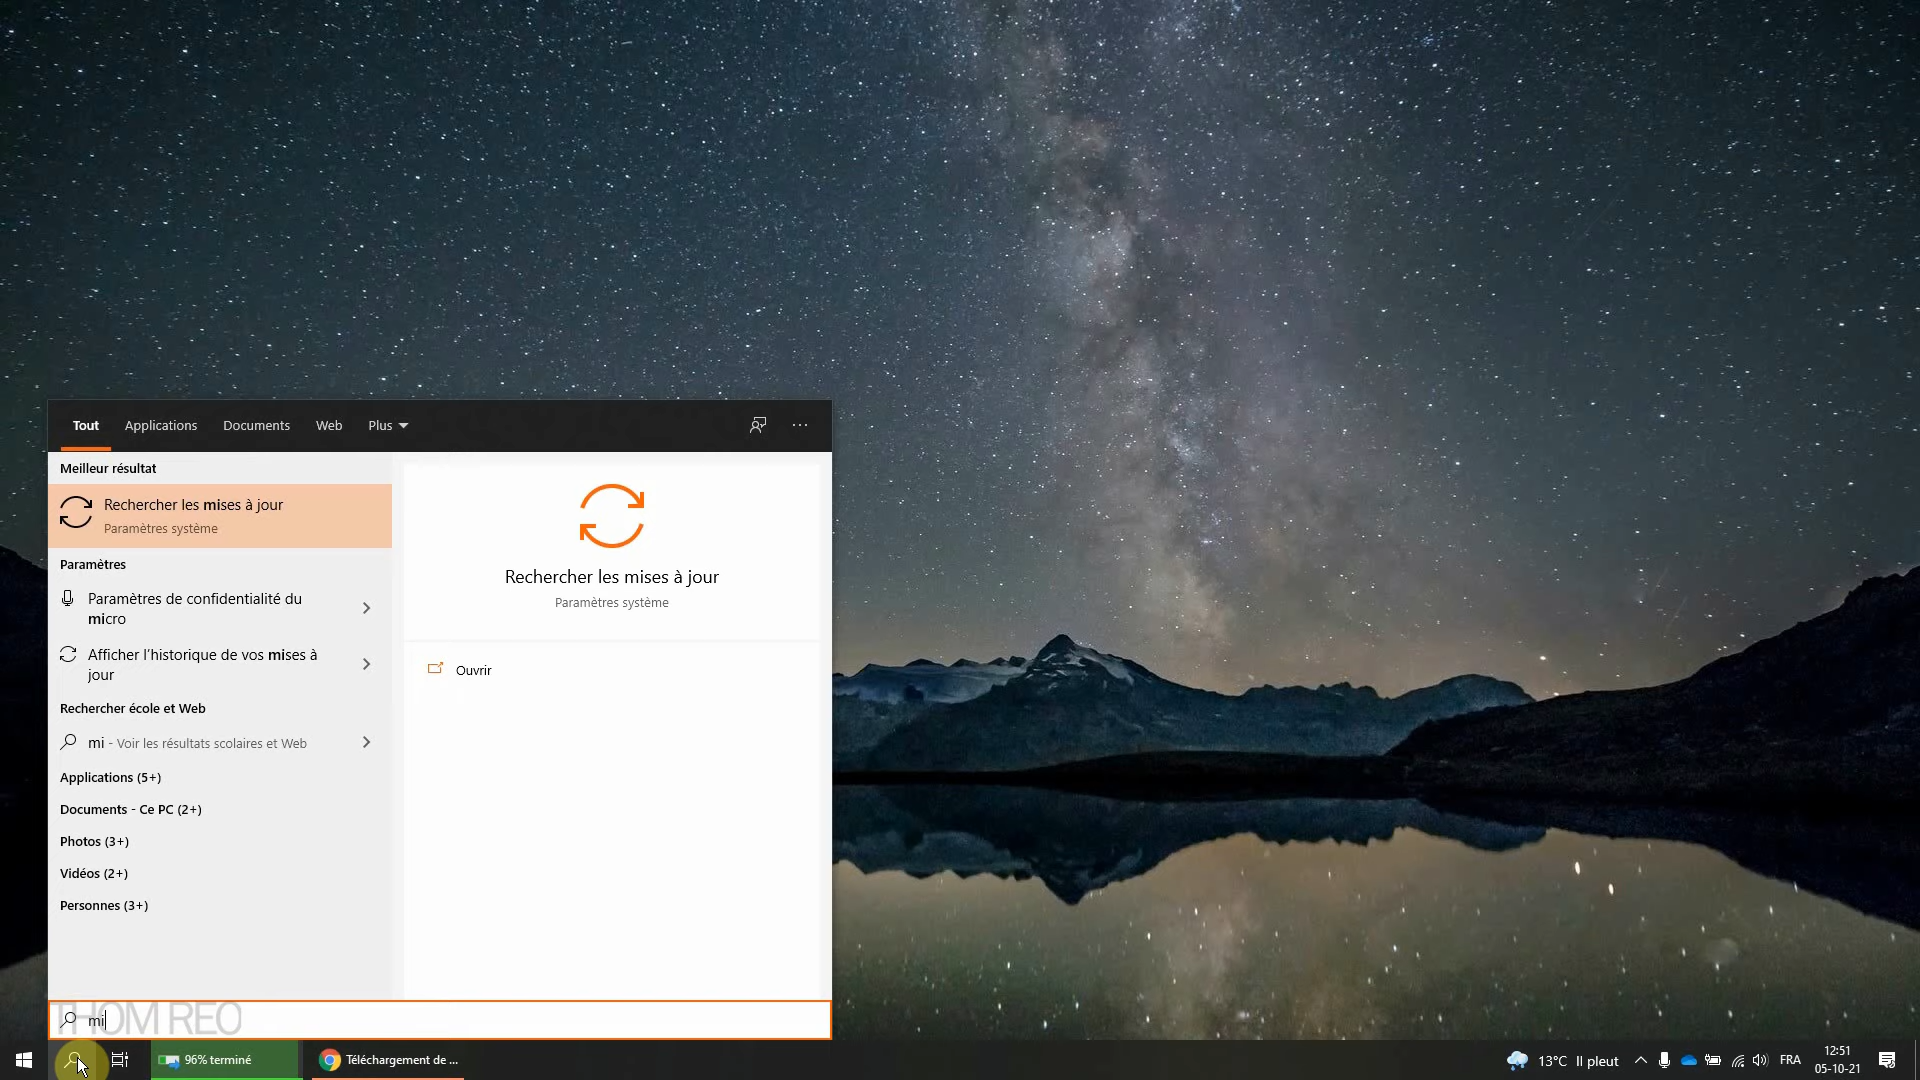 Tout Applications Documents Web Plus
Meilleur résultat
Rechercher les mises à jour
Paramètres système
Paramètres
Paramètres de confidentialité du
micro
Afficher l'historique de vos mises à
jour
Rechercher école et Web
mi - Voir les résultats scolaires et Web
Applications (5+)
Documents - Ce PC (2+)
Photos (3+)
Vidéos (2+)
Personnes (3+)
Rechercher les mises à jour
Paramètres système
Ouvrir
THOM REO
mi
96% terminé
Téléchargement de ...
13°C Il pleut
FRA
12:51
05-10-21